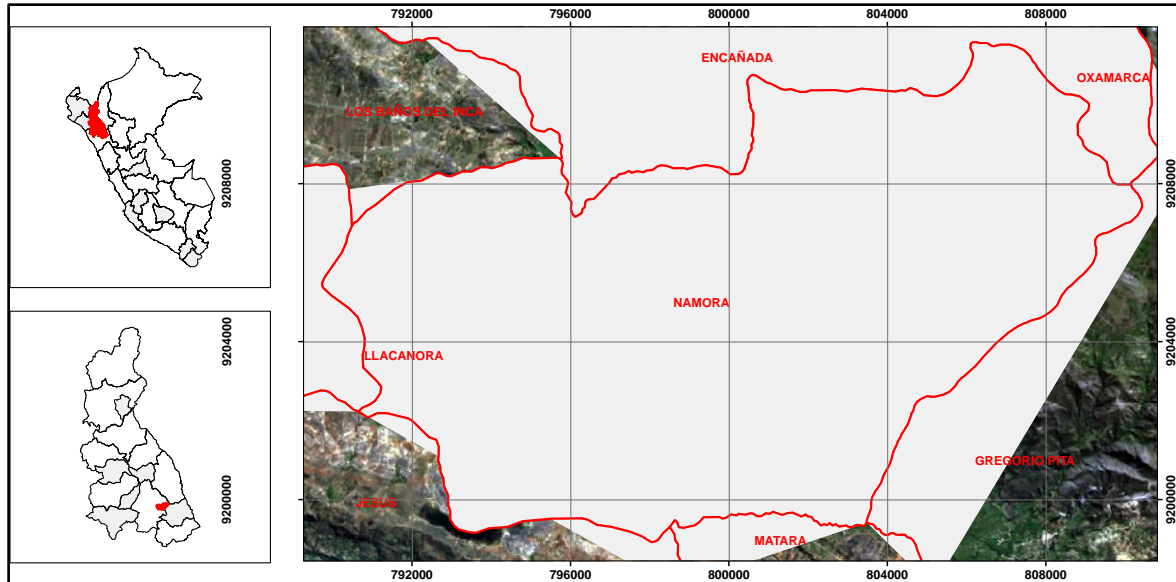 792000
796000
800000
804000
808000
ENCAÑADA
OXAMARCA
LOS BAÑOS DEL INCA
9208000
9208000
NAMORA
9204000
9204000
LLACANORA
GREGORIO PITA
JESUS
9200000
9200000
MATARA
792000
796000
800000
804000
808000